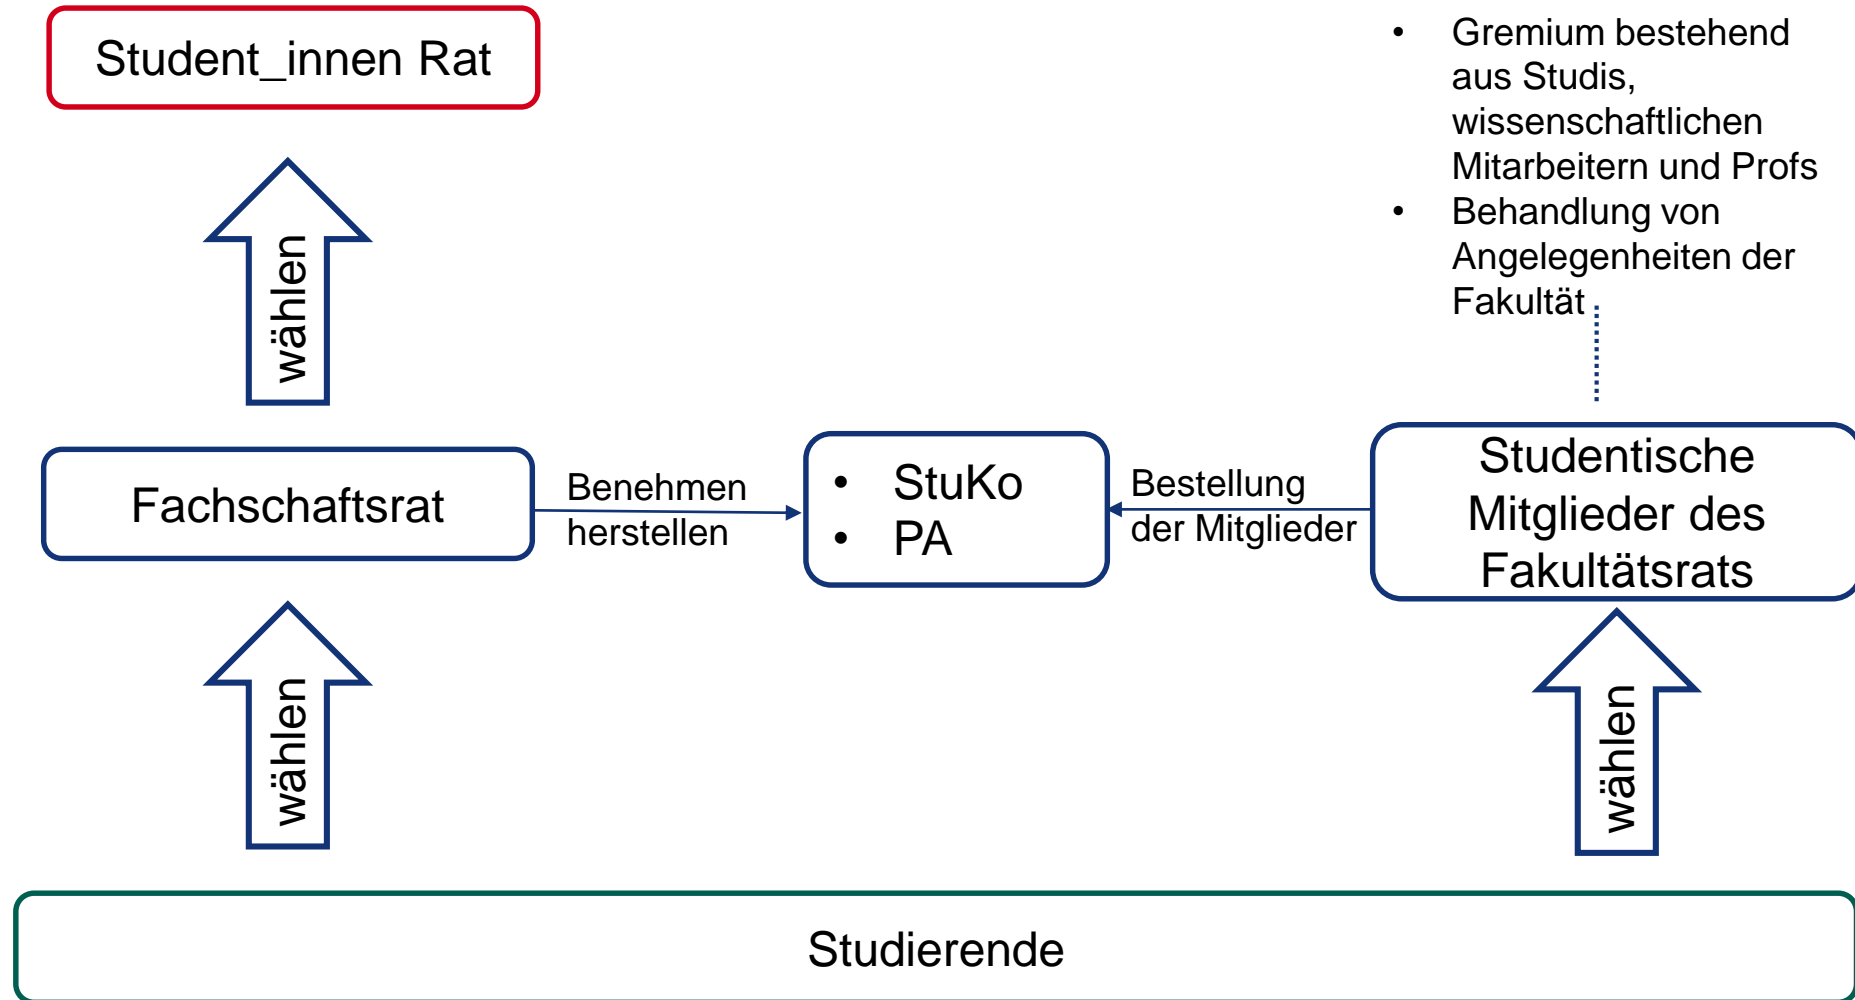 Student_innen Rat
• Gremium bestehend
aus Studis,
wissenschaftlichen
Mitarbeitern und Profs
• Behandlung von
Angelegenheiten der
Fakultät
wählen
Fachschaftsrat
Benehmen
herstellen
• StuKo
• PA
Bestellung
der Mitglieder
Studentische
Mitglieder des
Fakultätsrats
wählen
wählen
Studierende